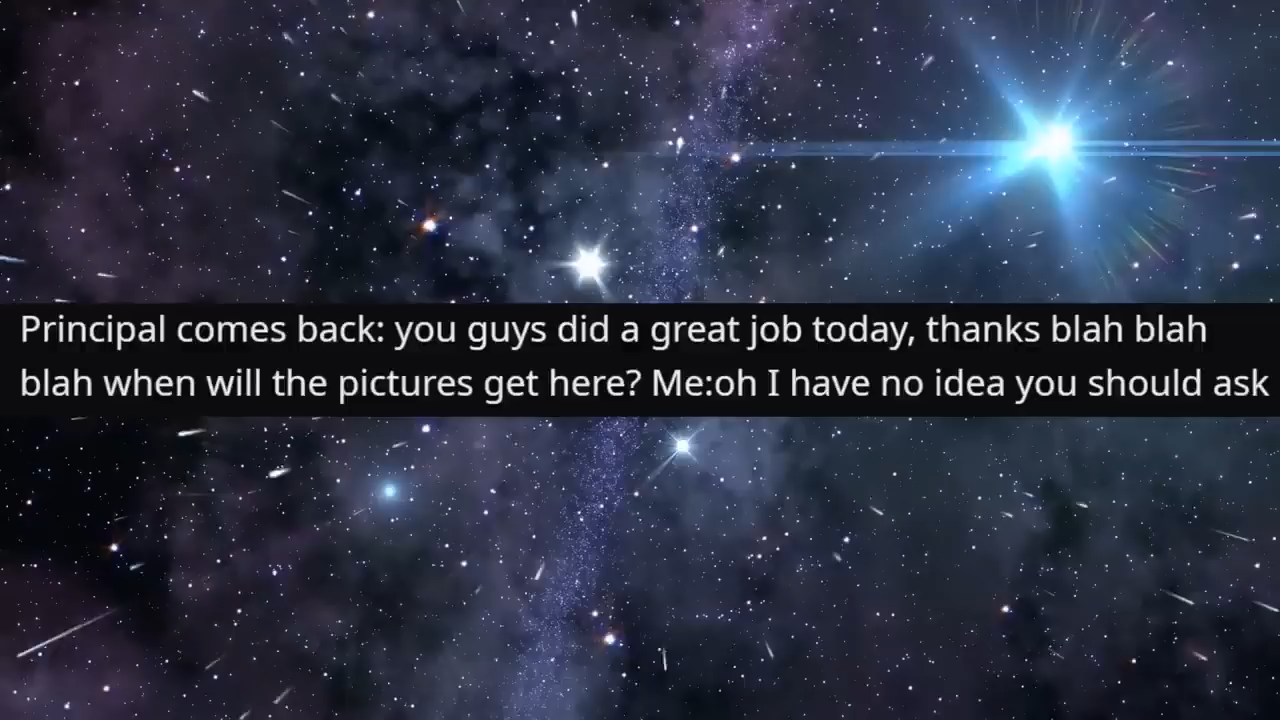 Principal comes back: you guys did a great job today, thanks blah blah
blah when will the pictures get here? Me:oh I have no idea you should ask